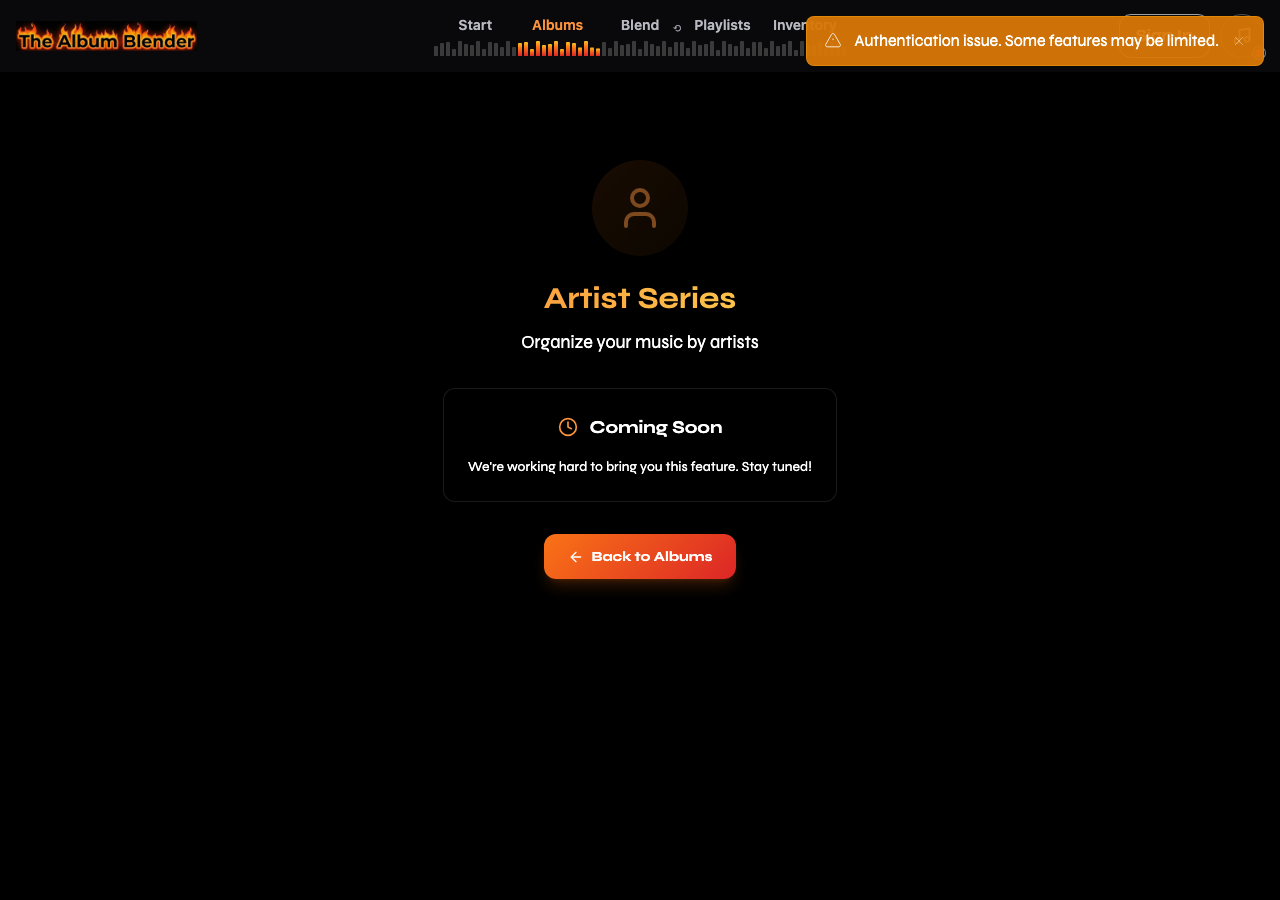 The Album Blender
Start Albums Blend Playlists Inventory
Authentication issue. Some features may be limited.
Artist Series
Organize your music by artists
Coming Soon
We're working hard to bring you this feature. Stay tuned!
Back to Albums